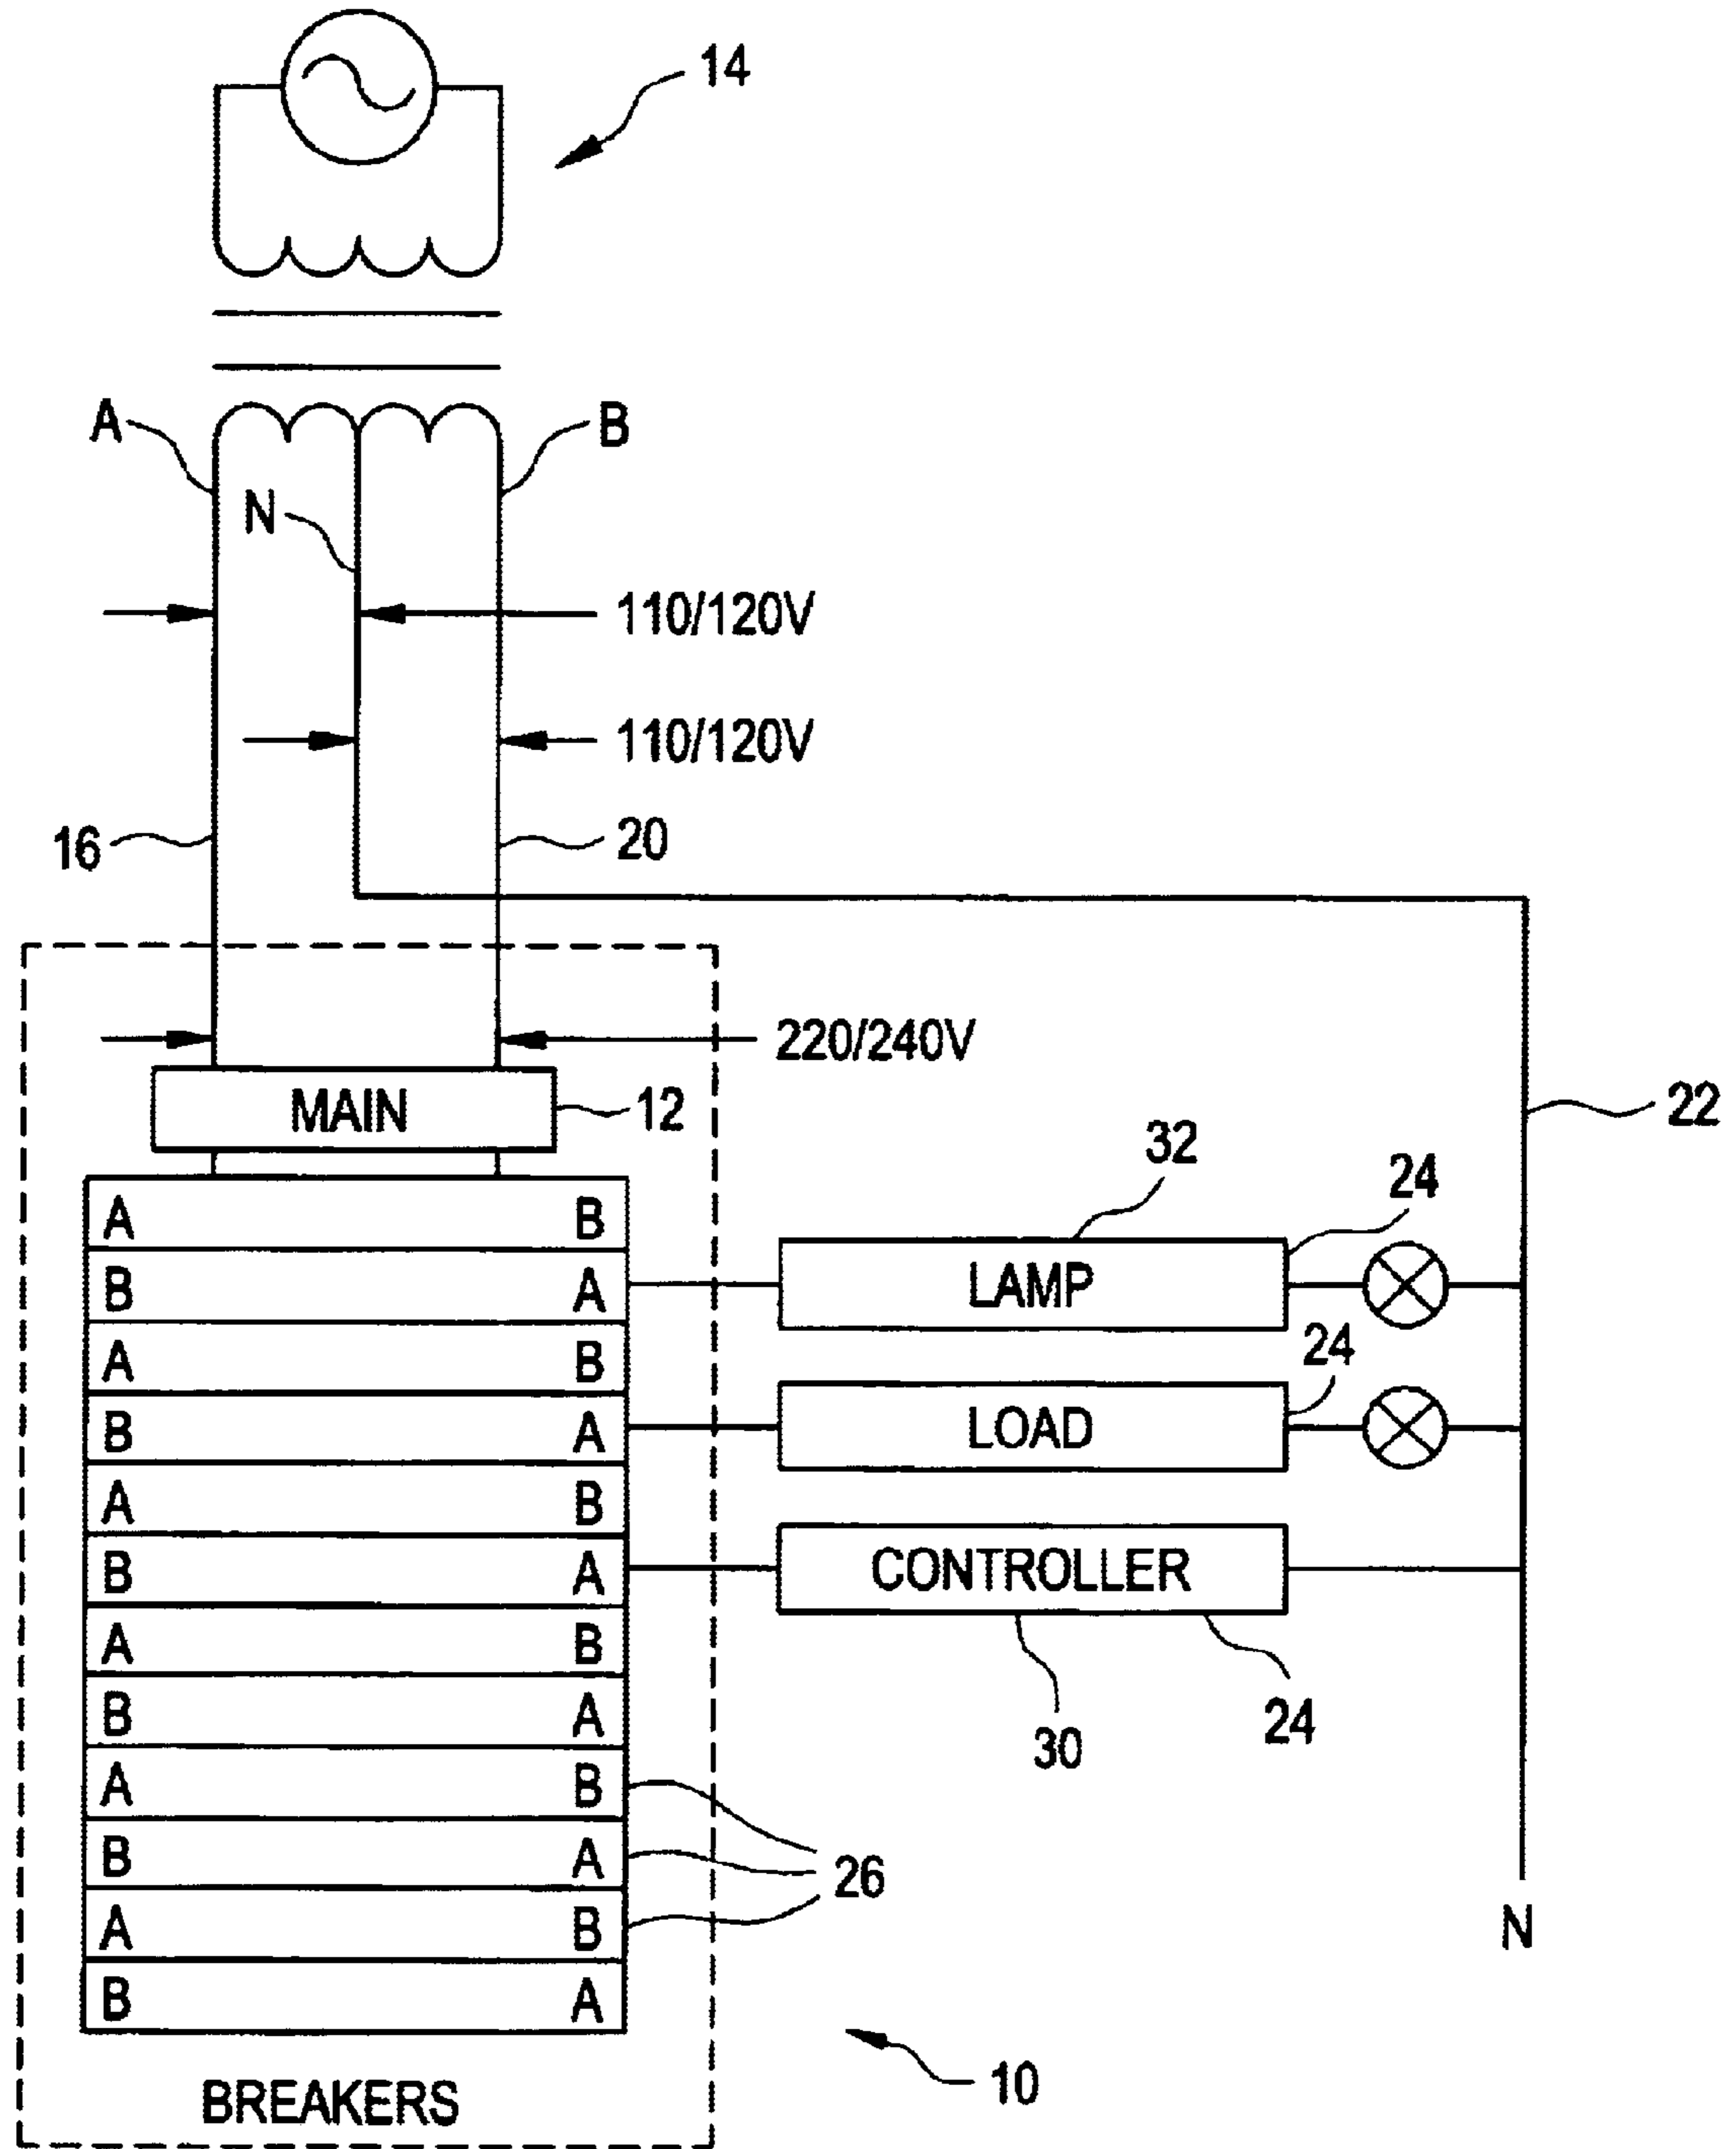 14
A
B
N
110/120V
110/120V
16
20
220/240V
MAIN
12
22
32
24
A B
LAMP
B A
24
A B
LOAD
B A
A B
CONTROLLER
B A
A B
30
24
B A
A B
B A
26
A B
N
B A
10
BREAKERS